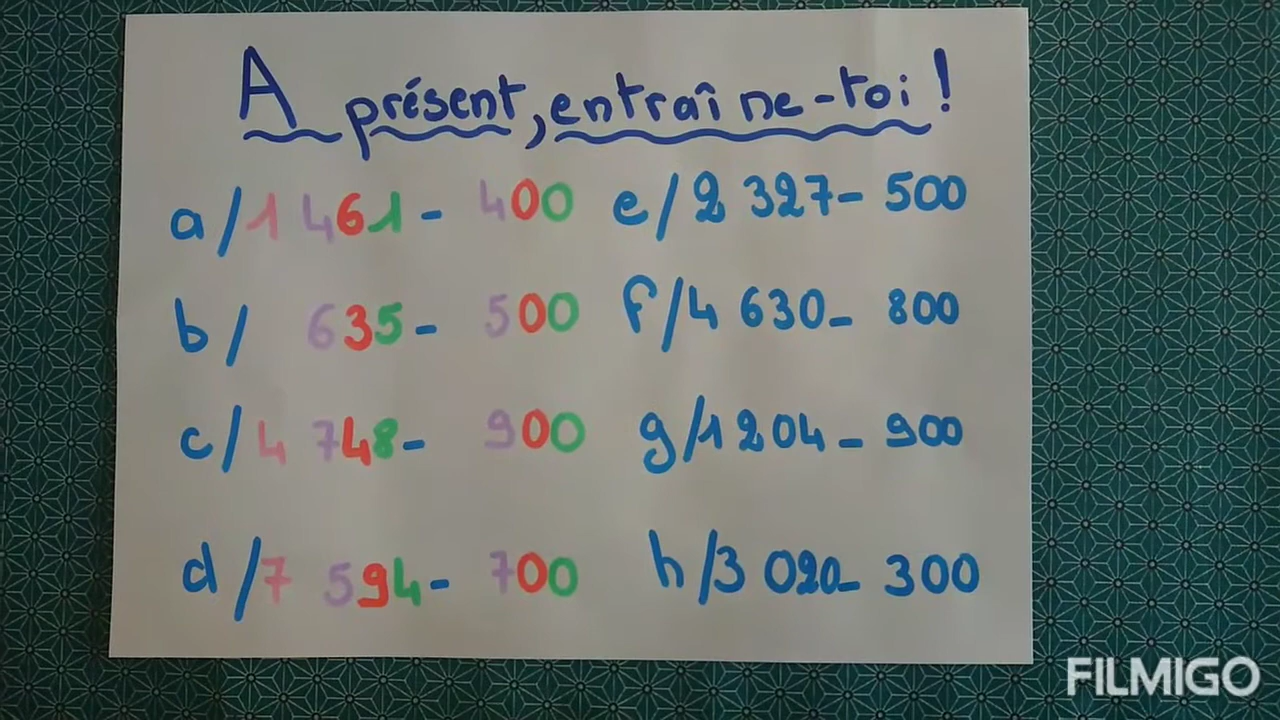 A présent, entraîne-toi !
a/ 1 461 - 400
b/ 635 - 500
c/ 4 748 - 900
d/ 7 594 - 700
e/ 2 327 - 500
f/ 4 630 - 800
g/ 1 204 - 900
h/ 3 020 - 300
FILMIGO